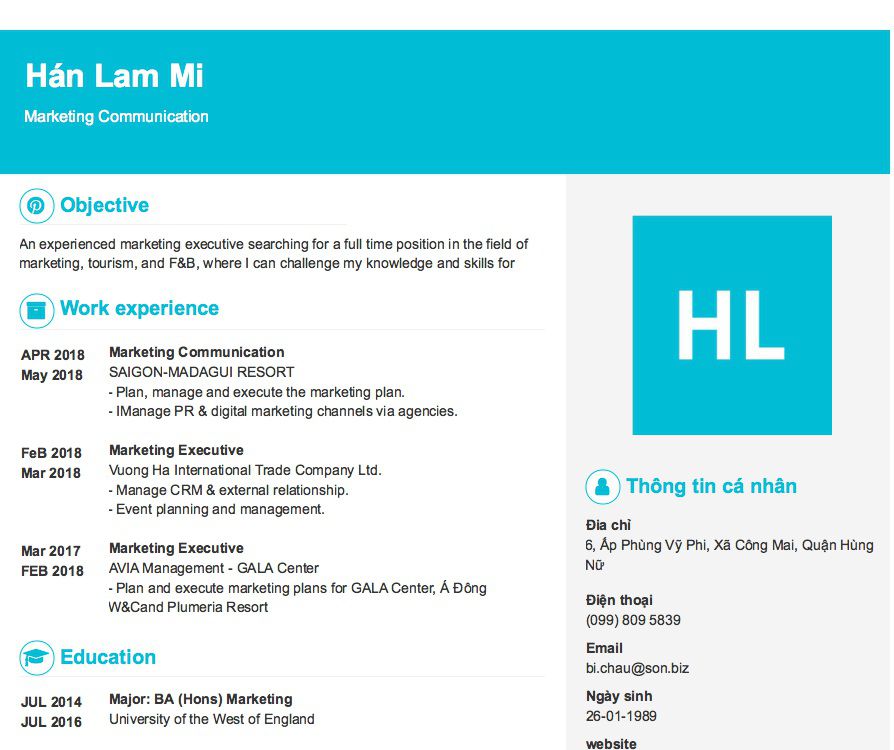 Hán Lam Mi
Marketing Communication
Objective
An experienced marketing executive searching for a full time position in the field of
marketing, tourism, and F&B, where I can challenge my knowledge and skills for
Work experience
APR 2018
May 2018
Marketing Communication
SAIGON-MADAGUI RESORT
- Plan, manage and execute the marketing plan.
- IManage PR & digital marketing channels via agencies.
FeB 2018
Mar 2018
Marketing Executive
Vuong Ha International Trade Company Ltd.
- Manage CRM & external relationship.
- Event planning and management.
Mar 2017
FEB 2018
Marketing Executive
AVIA Management - GALA Center
- Plan and execute marketing plans for GALA Center, Á Đông
W&Cand Plumeria Resort
Education
JUL 2014
JUL 2016
Major: BA (Hons) Marketing
University of the West of England
HL
Thông tin cá nhân
Đia chỉ
6, Ấp Phùng Vỹ Phi, Xã Công Mai, Quận Hùng
Nữ
Điện thoại
(099) 809 5839
Email
bi.chau@son.biz
Ngày sinh
26-01-1989
website